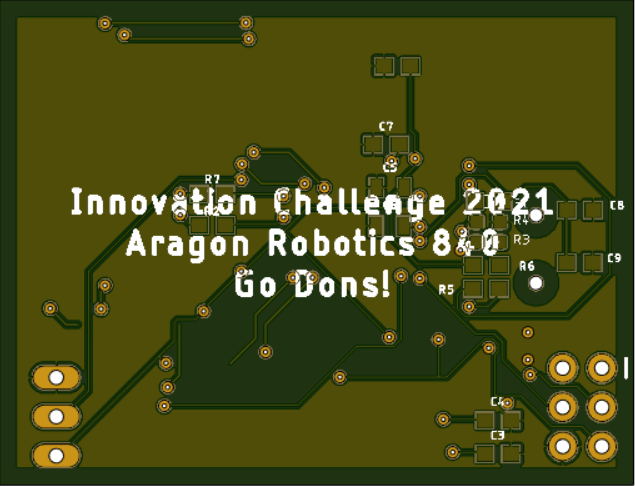 C7
C5
R7
Innovation Challenge 2021
R2
R4
C8
Aragon Robotics 840
R3
Go Dons!
R6
C9
R5
C4
C3